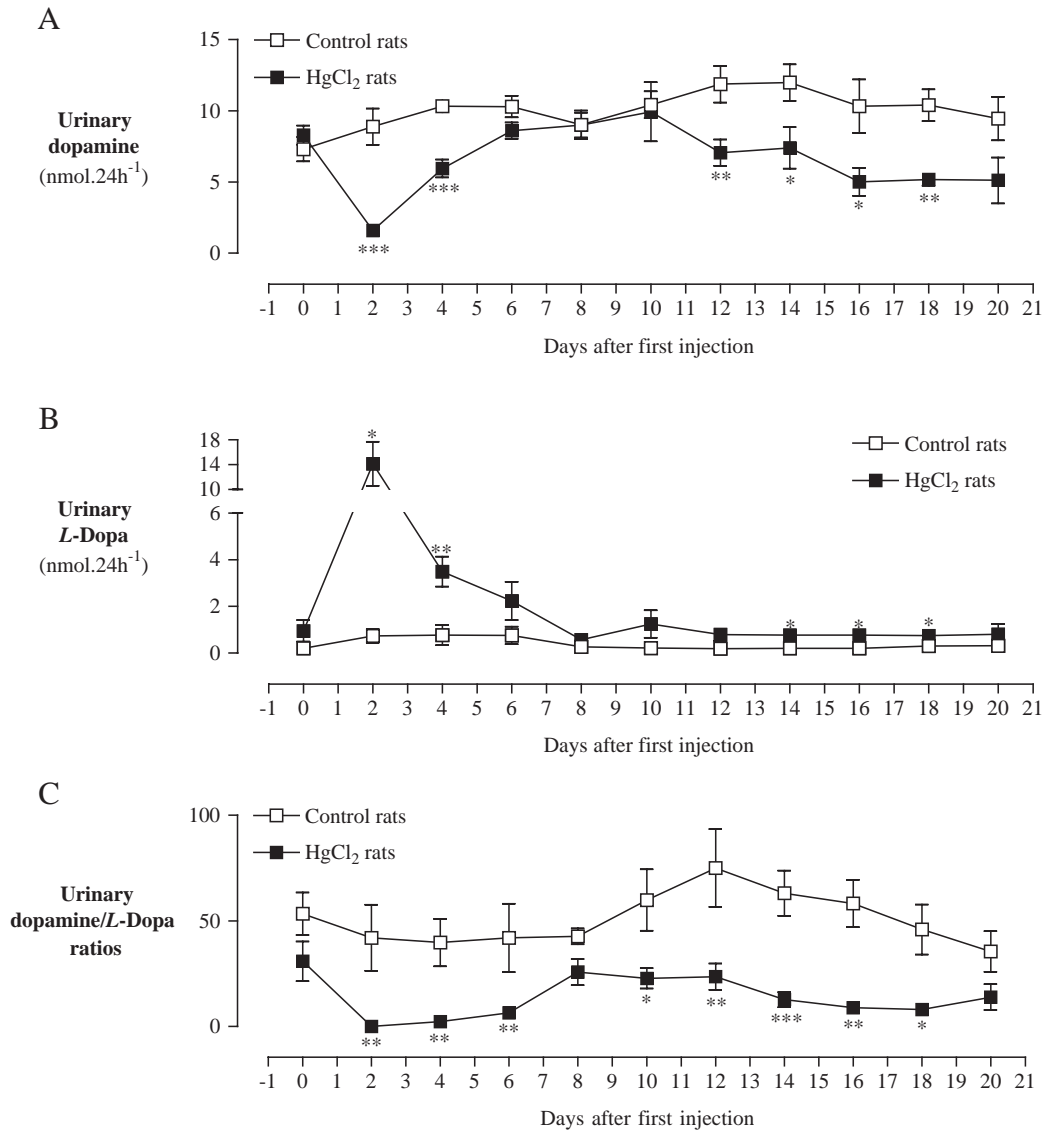 A
15
10
5
0
Control rats
HgCl2 rats
Urinary
dopamine
(nmol.24h-1)
***
***
**
*
*
**
-1 0 1 2 3 4 5 6 7 8 9 10 11 12 13 14 15 16 17 18 19 20 21
Days after first injection
B
18
14
10
6
4
2
0
Control rats
HgCl2 rats
Urinary
L-Dopa
(nmol.24h-1)
*
**
*
*
*
-1 0 1 2 3 4 5 6 7 8 9 10 11 12 13 14 15 16 17 18 19 20 21
Days after first injection
C
100
50
0
Control rats
HgCl2 rats
Urinary
dopamine/L-Dopa
ratios
**
**
**
*
**
***
**
*
-1 0 1 2 3 4 5 6 7 8 9 10 11 12 13 14 15 16 17 18 19 20 21
Days after first injection